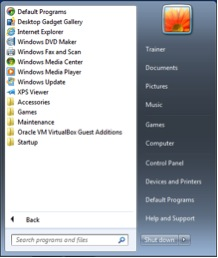 Default Programs
Desktop Gadget Gallery
Internet Explorer
Windows DVD Maker
Windows Fax and Scan
Windows Media Center
Windows Media Player
Windows Update
XPS Viewer
Accessories
Games
Maintenance
Oracle VM VirtualBox Guest Additions
Startup
Back
Search programs and files
Trainer
Documents
Pictures
Music
Games
Computer
Control Panel
Devices and Printers
Default Programs
Help and Support
Shut down